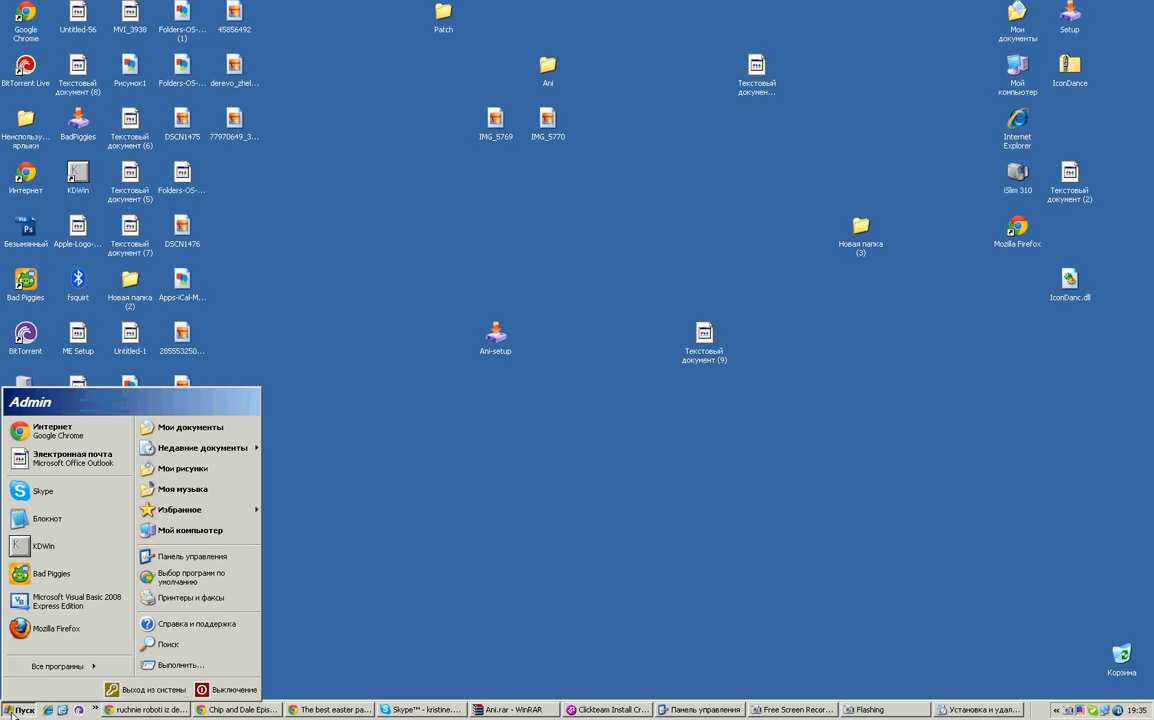 Google
Chrome
Untitled-56
MVI_3938
Folders-OS-...
(1)
45856492
Patch
Мои
документы
Setup
BitTorrent Live
Текстовый
документ (8)
Рисунок1
Folders-OS-...
derevo_zhel...
Ani
Текстовый
докумен...
Мой
компьютер
IconDance
Неиспользу...
ярлыки
BadPiggies
Текстовый
документ (6)
DSCN1475
77970649_3...
IMG_5769
IMG_5770
Internet
Explorer
Интернет
KDWin
Текстовый
документ (5)
Folders-OS-...
iSlim 310
Текстовый
документ (2)
Ps
Безымянный
Apple-Logo-...
Текстовый
документ (7)
DSCN1476
Новая папка
(3)
Mozilla Firefox
Bad Piggies
fsquirt
Новая папка
(2)
Apps-iCal-M...
IconDanc.dll
BitTorrent
ME Setup
Untitled-1
285553250...
Ani-setup
Текстовый
документ (9)
Admin
Интернет
Google Chrome
Электронная почта
Microsoft Office Outlook
Skype
Блокнот
KDWin
Bad Piggies
Microsoft Visual Basic 2008
Express Edition
Mozilla Firefox
Все программы
Мои документы
Недавние документы
Мои рисунки
Моя музыка
Избранное
Мой компьютер
Панель управления
Выбор программ по
умолчанию
Принтеры и факсы
Справка и поддержка
Поиск
Выполнить...
Выход из системы
Выключение
Корзина
Пуск
ruchnie roboti iz de...
Chip and Dale Epis...
The best easter pa...
Skype™ - kristine...
Ani.rar - WinRAR
Clickteam Install Cr...
Панель управления
Free Screen Recor...
Flashing
Установка и удал...
19:35